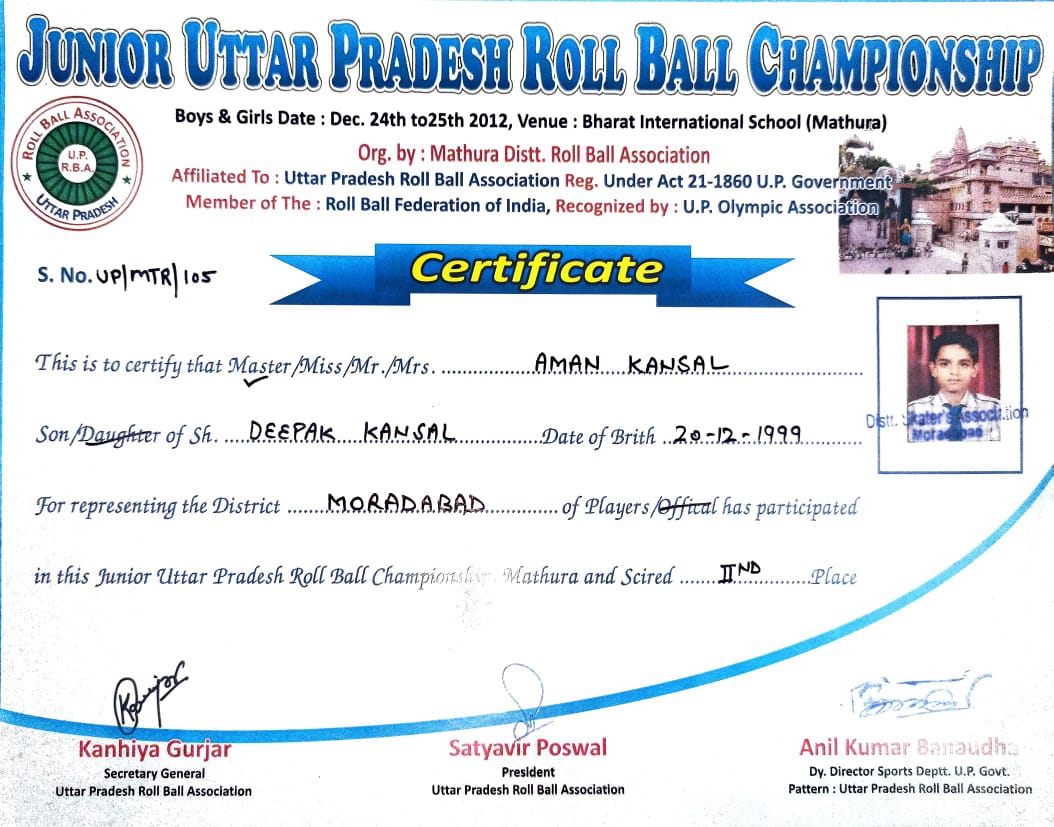 JUNIOR UTTAR PRADESH ROLL BALL CHAMPIONSHIP
Boys & Girls Date : Dec. 24th to25th 2012, Venue : Bharat International School (Mathura)
Org. by : Mathura Distt. Roll Ball Association
Affiliated To : Uttar Pradesh Roll Ball Association Reg. Under Act 21-1860 U.P. Government
Member of The : Roll Ball Federation of India, Recognized by : U.P. Olympic Association
ROLL BALL ASSOCIATION
U.P.
R.B.A.
UTTAR PRADESH
S. No. UP/MTR/105
Certificate
This is to certify that Master/Miss/Mr./Mrs. AMAN KANSAL
Son/Daughter of Sh. DEEPAK KANSAL Date of Brith 20-12-1999
Distt. Skater's Association
Moradabad
For representing the District MORADABAD of Players/Offical has participated
in this Junior Uttar Pradesh Roll Ball Championship, Mathura and Scired IIND Place
Kanhiya Gurjar
Secretary General
Uttar Pradesh Roll Ball Association
Satyavir Poswal
President
Uttar Pradesh Roll Ball Association
Anil Kumar Banaudha
Dy. Director Sports Deptt. U.P. Govt.
Pattern : Uttar Pradesh Roll Ball Association